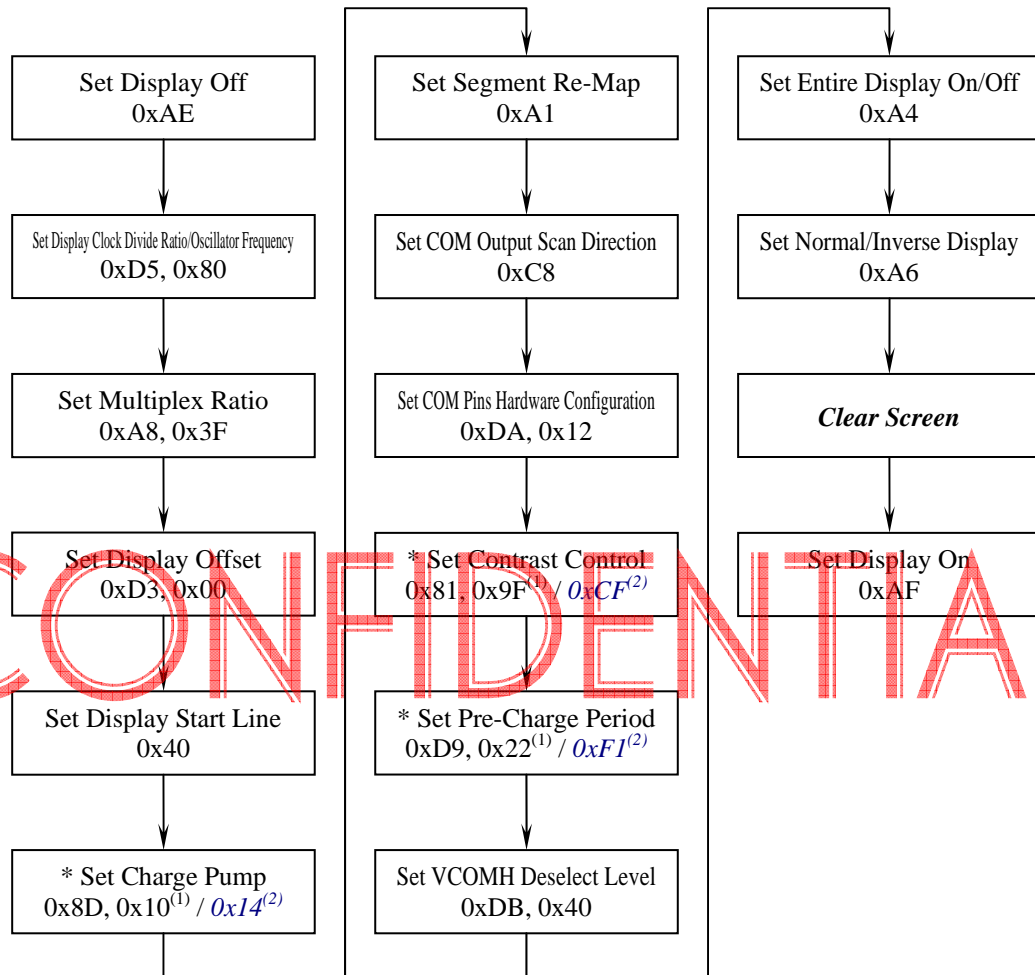 Set Display Off
0xAE
Set Display Clock Divide Ratio/Oscillator Frequency
0xD5, 0x80
Set Multiplex Ratio
0xA8, 0x3F
Set Display Offset
0xD3, 0x00
Set Display Start Line
0x40
* Set Charge Pump
0x8D, 0x10(1) / 0x14(2)
Set Segment Re-Map
0xA1
Set COM Output Scan Direction
0xC8
Set COM Pins Hardware Configuration
0xDA, 0x12
* Set Contrast Control
0x81, 0x9F(1) / 0xCF(2)
* Set Pre-Charge Period
0xD9, 0x22(1) / 0xF1(2)
Set VCOMH Deselect Level
0xDB, 0x40
Set Entire Display On/Off
0xA4
Set Normal/Inverse Display
0xA6
Clear Screen
Set Display On
0xAF
CONFIDENTIA